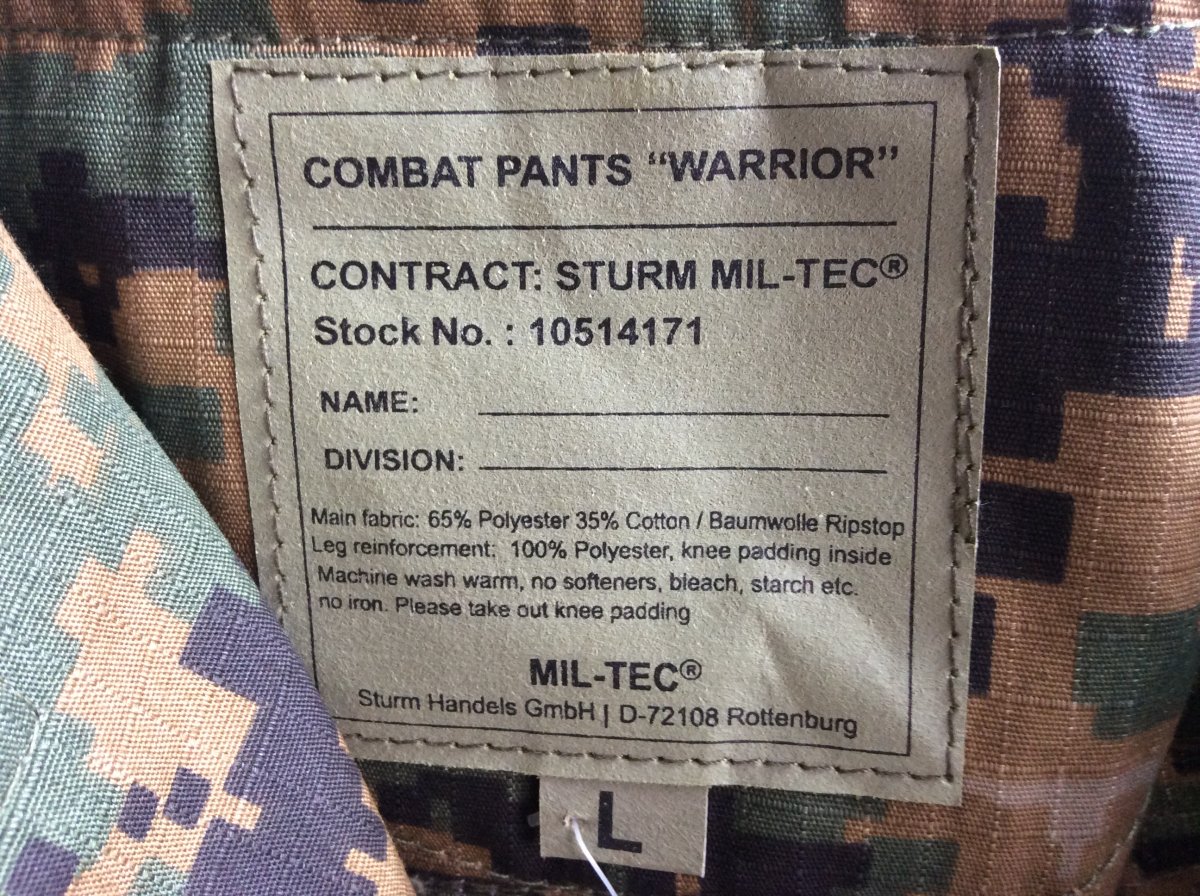 COMBAT PANTS “WARRIOR”
CONTRACT: STURM MIL-TEC®
Stock No. : 10514171
NAME:
DIVISION:
Main fabric: 65% Polyester 35% Cotton / Baumwolle Ripstop
Leg reinforcement: 100% Polyester, knee padding inside
Machine wash warm, no softeners, bleach, starch etc.
no iron. Please take out knee padding
MIL-TEC®
Sturm Handels GmbH | D-72108 Rottenburg
L